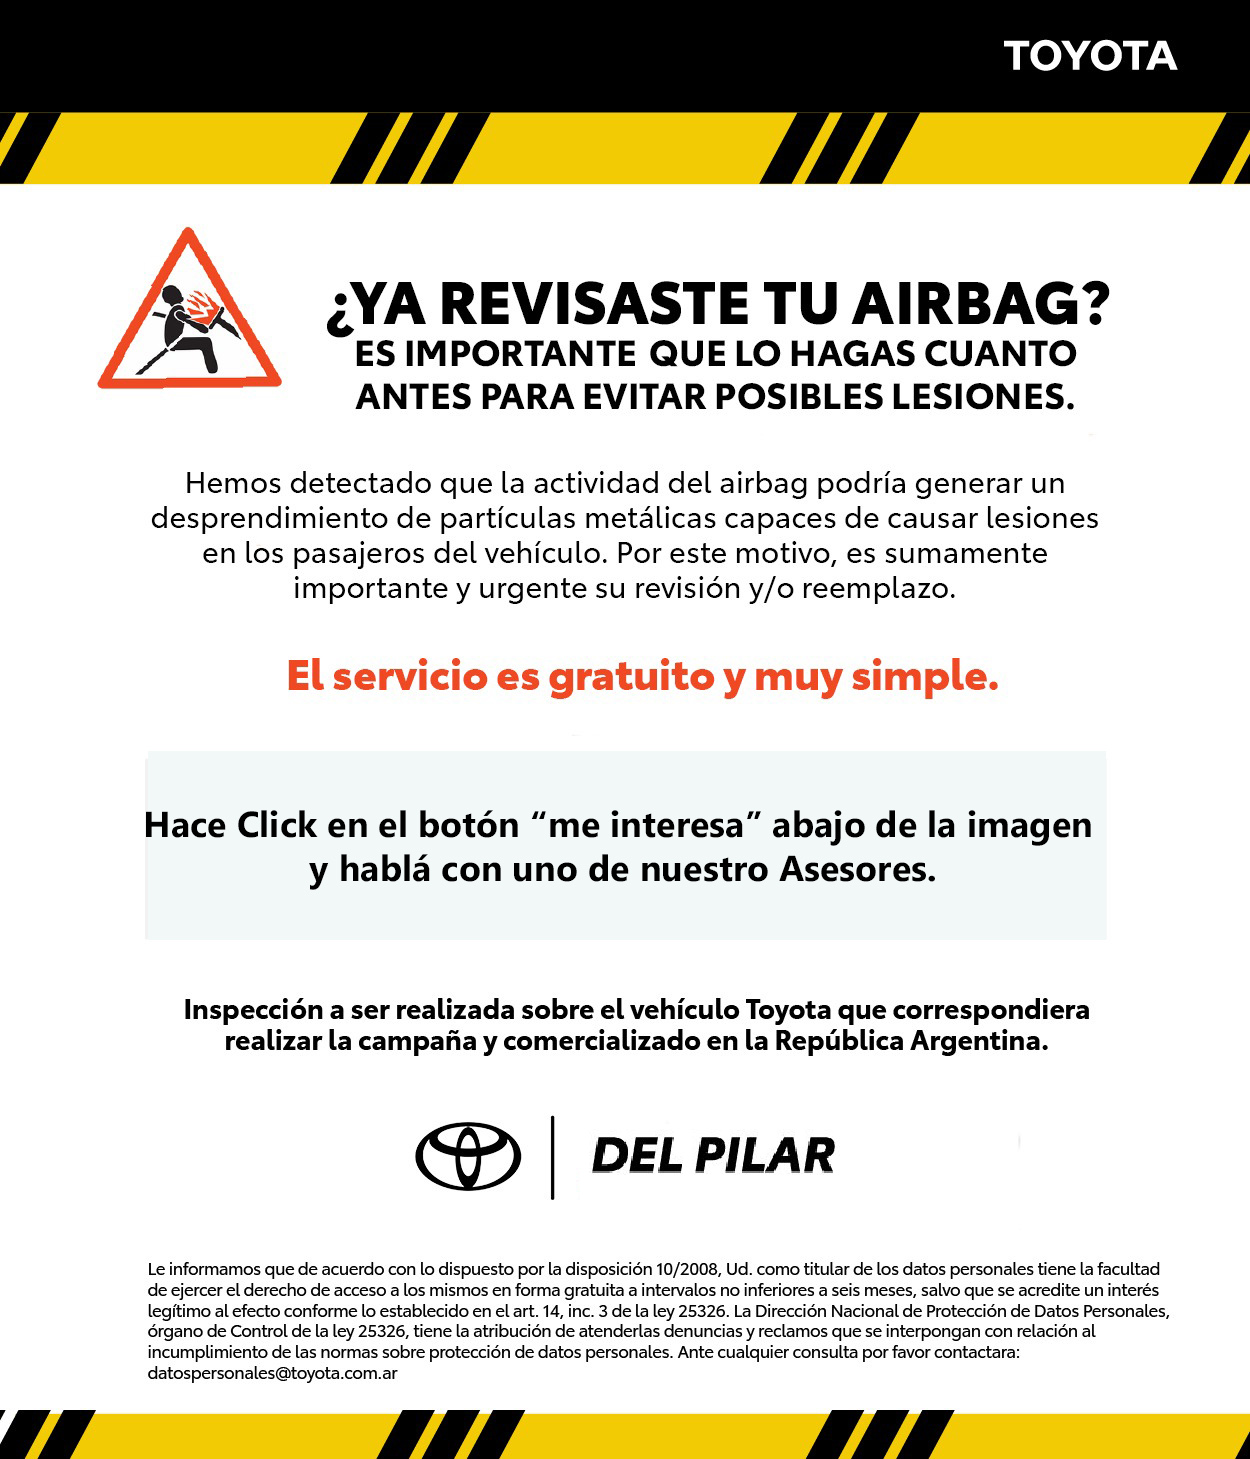 TOYOTA
¿YA REVISASTE TU AIRBAG?
ES IMPORTANTE QUE LO HAGAS CUANTO
ANTES PARA EVITAR POSIBLES LESIONES.
Hemos detectado que la actividad del airbag podría generar un
desprendimiento de partículas metálicas capaces de causar lesiones
en los pasajeros del vehículo. Por este motivo, es sumamente
importante y urgente su revisión y/o reemplazo.
El servicio es gratuito y muy simple.
Hace Click en el botón “me interesa” abajo de la imagen
y hablá con uno de nuestro Asesores.
Inspección a ser realizada sobre el vehículo Toyota que correspondiera
realizar la campaña y comercializado en la República Argentina.
DEL PILAR
Le informamos que de acuerdo con lo dispuesto por la disposición 10/2008, Ud. como titular de los datos personales tiene la facultad
de ejercer el derecho de acceso a los mismos en forma gratuita a intervalos no inferiores a seis meses, salvo que se acredite un interés
legítimo al efecto conforme lo establecido en el art. 14, inc. 3 de la ley 25326. La Dirección Nacional de Protección de Datos Personales,
órgano de Control de la ley 25326, tiene la atribución de atenderlas denuncias y reclamos que se interpongan con relación al
incumplimiento de las normas sobre protección de datos personales. Ante cualquier consulta por favor contactara:
datospersonales@toyota.com.ar